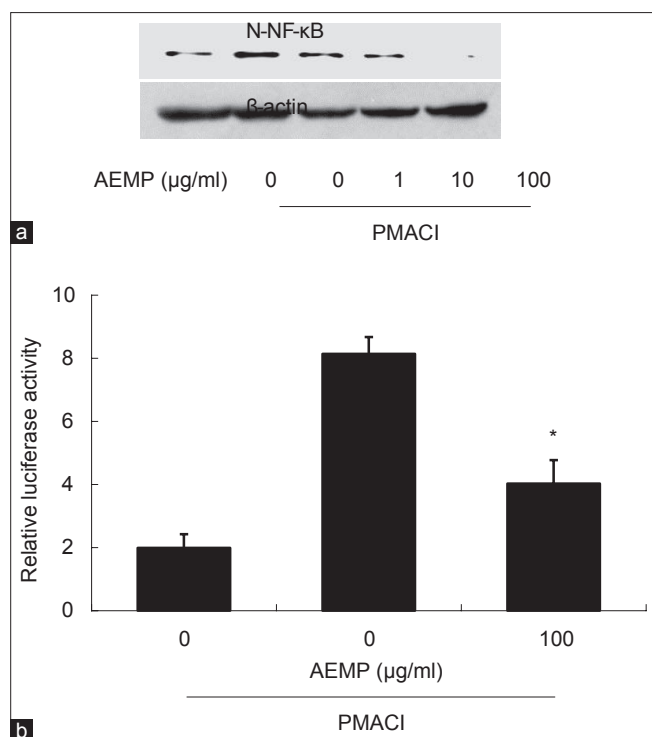 N-NF-κB
β-actin
AEMP (µg/ml) 0 0 1 10 100
PMACI
a
10
8
6
4
2
0
Relative luciferase activity
*
0 0 100
AEMP (µg/ml)
PMACI
b